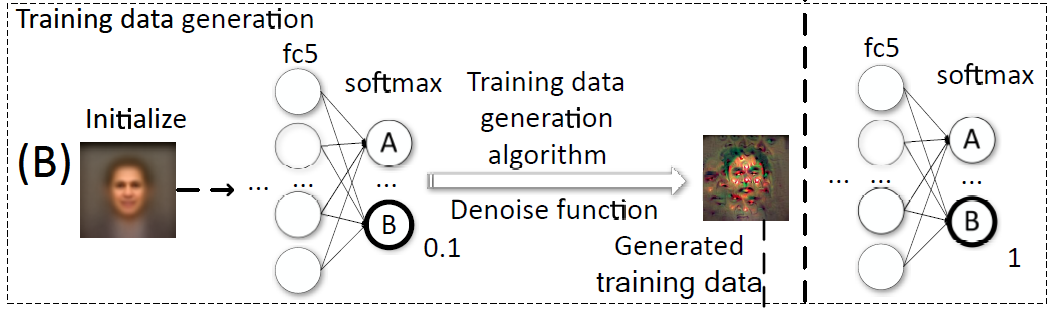 Training data generation
fc5
softmax
Training data
generation
algorithm
Initialize
(B)
A
... ... ...
B
0.1
Denoise function
Generated
training data
fc5
softmax
A
... ... ...
B
1